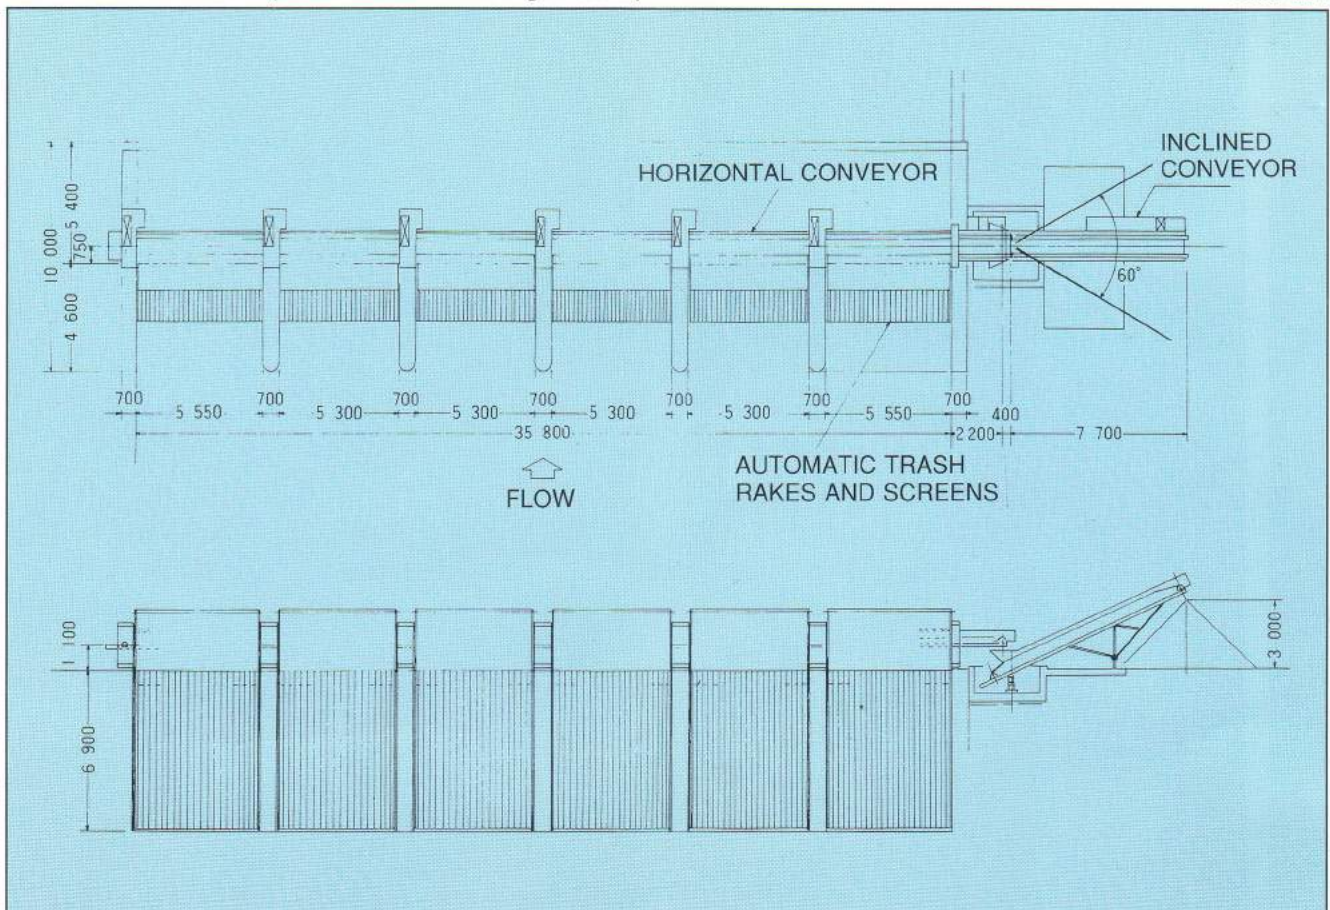 HORIZONTAL CONVEYOR
INCLINED
CONVEYOR
10 000
5 400
750
4 600
60°
700 5 550 700 5 300 700 5 300 700 5 300 700 5 300 700 5 550 700 400
35 800 2 200 7 700
FLOW
AUTOMATIC TRASH
RAKES AND SCREENS
1 100
6 900
3 000